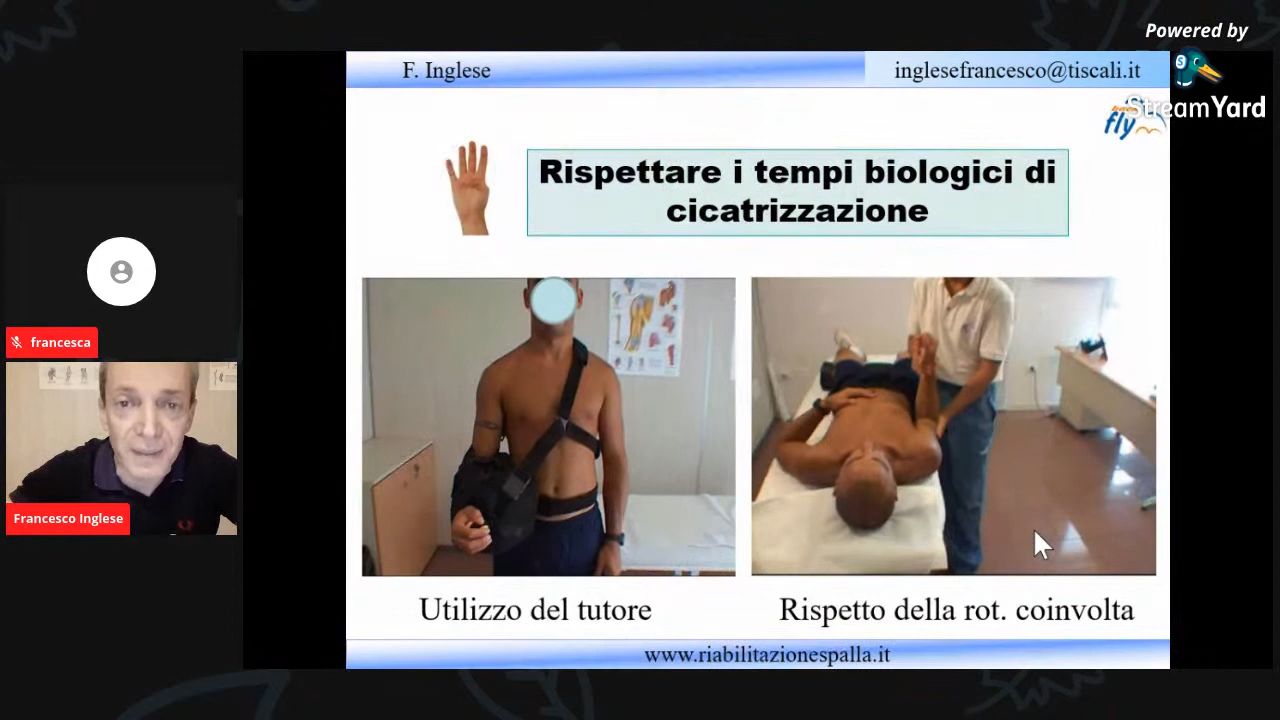 Powered by
StreamYard
F. Inglese
inglesefrancesco@tiscali.it
fly
Rispettare i tempi biologici di
cicatrizzazione
francesca
Francesco Inglese
Utilizzo del tutore
Rispetto della rot. coinvolta
www.riabilitazionespalla.it